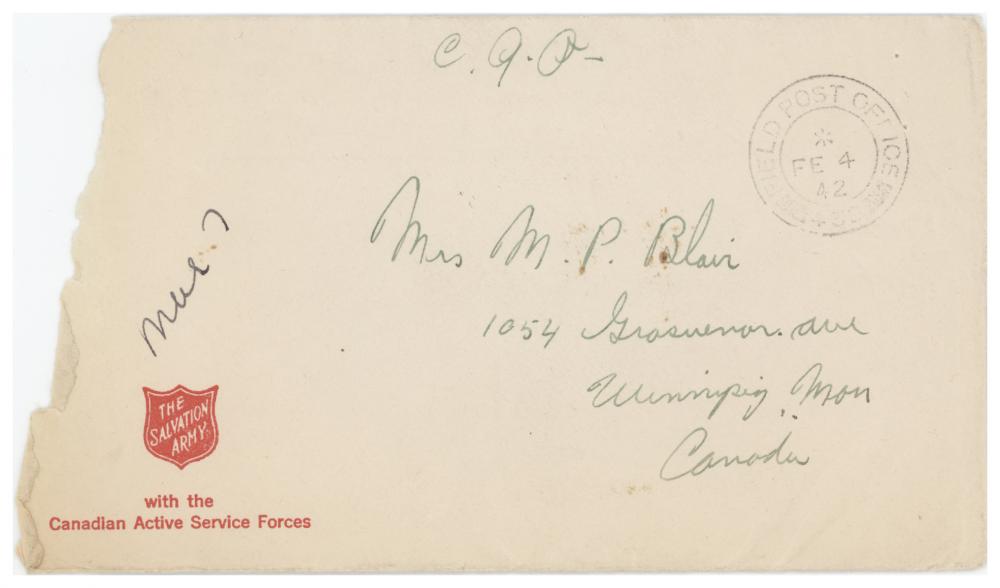 C.A.O-
FIELD POST OFFICE
FE 4
42
Mrs M. P. Blair
1054 Grosvenor. ave
Winnipeg, Man
Canada
THE
SALVATION
ARMY
with the
Canadian Active Service Forces